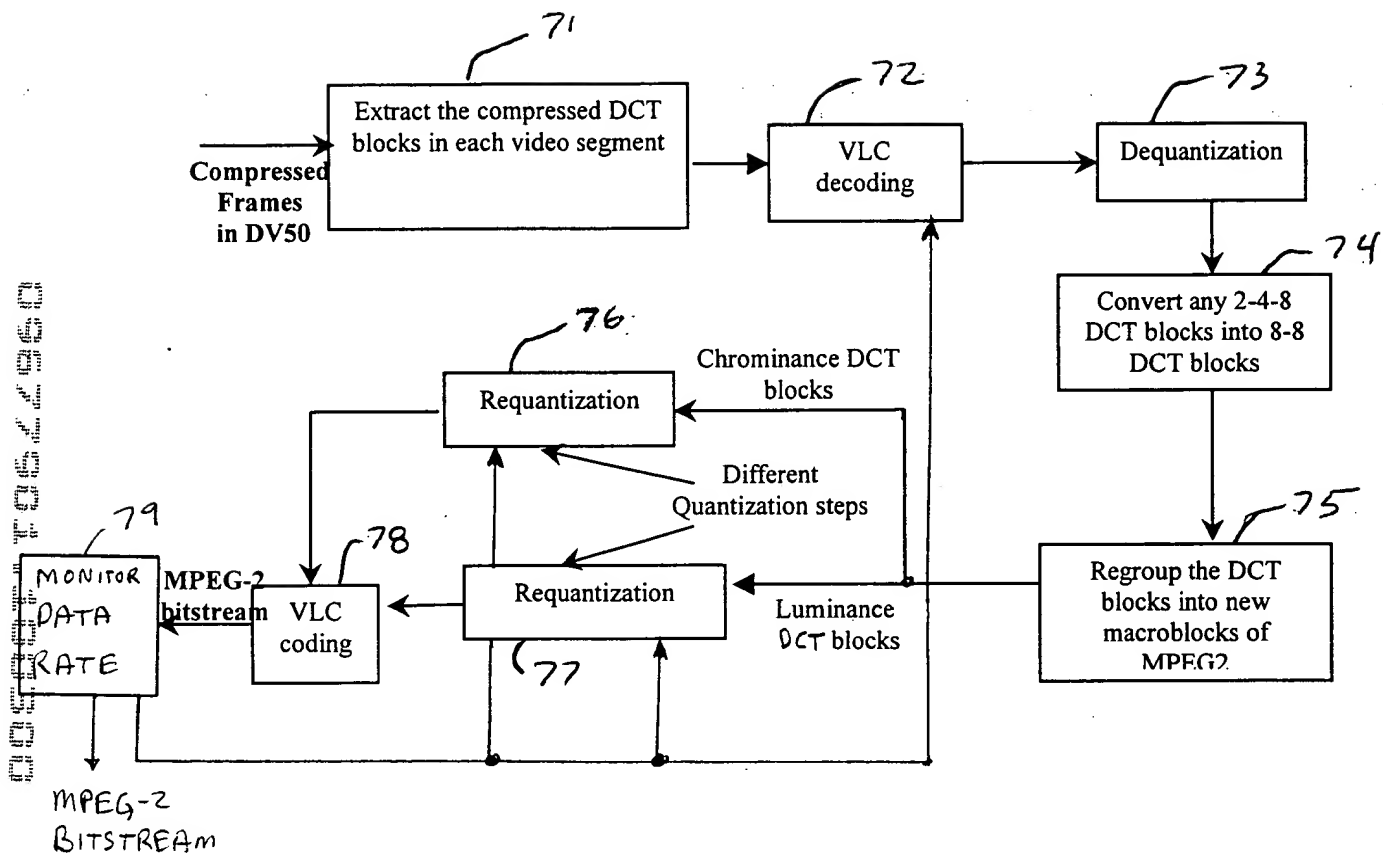 71
Extract the compressed DCT
blocks in each video segment
Compressed
Frames
in DV50
72
VLC
decoding
73
Dequantization
74
Convert any 2-4-8
DCT blocks into 8-8
DCT blocks
75
Regroup the DCT
blocks into new
macroblocks of
MPEG2
76
Requantization
Chrominance DCT
blocks
Different
Quantization steps
77
Requantization
Luminance
DCT blocks
78
VLC
coding
MPEG-2
bitstream
79
MONITOR
DATA
RATE
MPEG-2
BITSTREAM